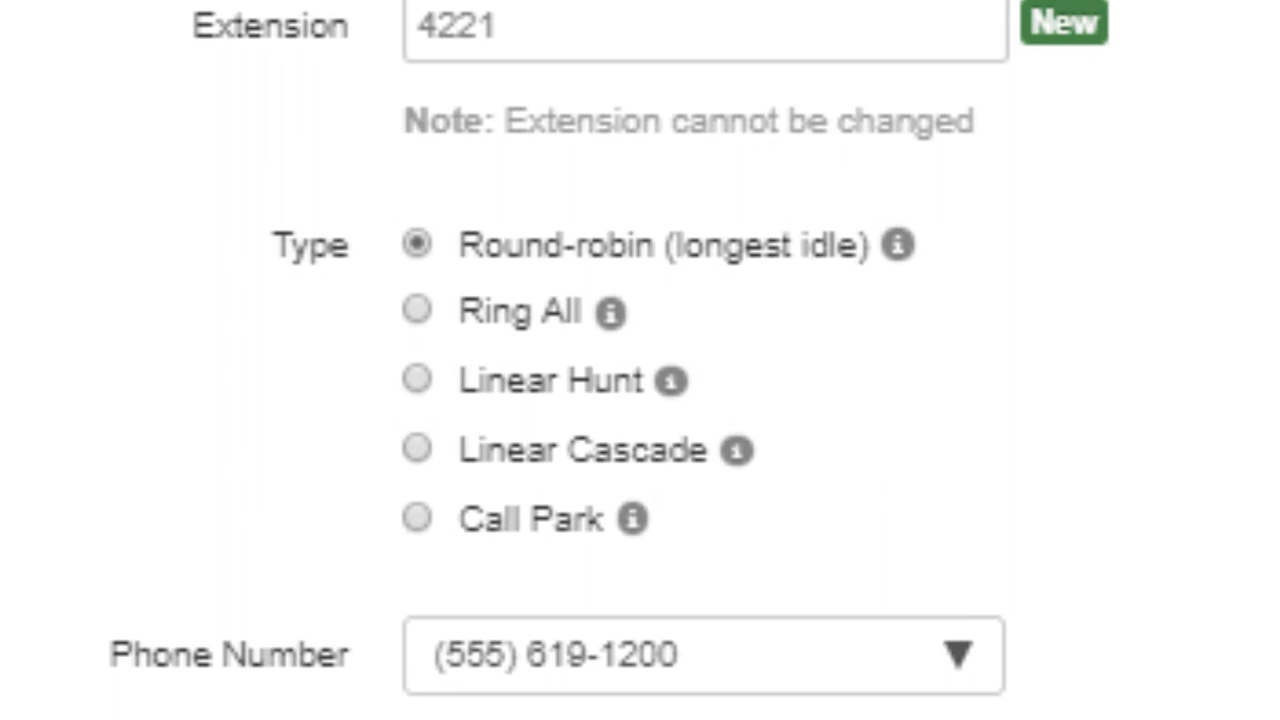 Extension 4221 New
Note: Extension cannot be changed
Type Round-robin (longest idle)
Ring All
Linear Hunt
Linear Cascade
Call Park
Phone Number (555) 619-1200